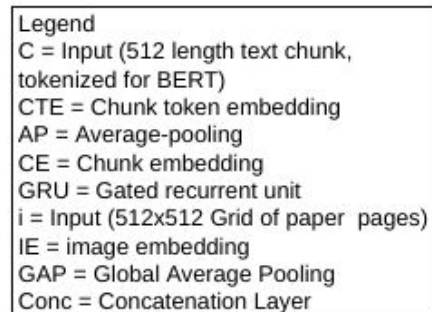 Legend
C = Input (512 length text chunk,
tokenized for BERT)
CTE = Chunk token embedding
AP = Average-pooling
CE = Chunk embedding
GRU = Gated recurrent unit
i = Input (512x512 Grid of paper pages)
IE = image embedding
GAP = Global Average Pooling
Conc = Concatenation Layer